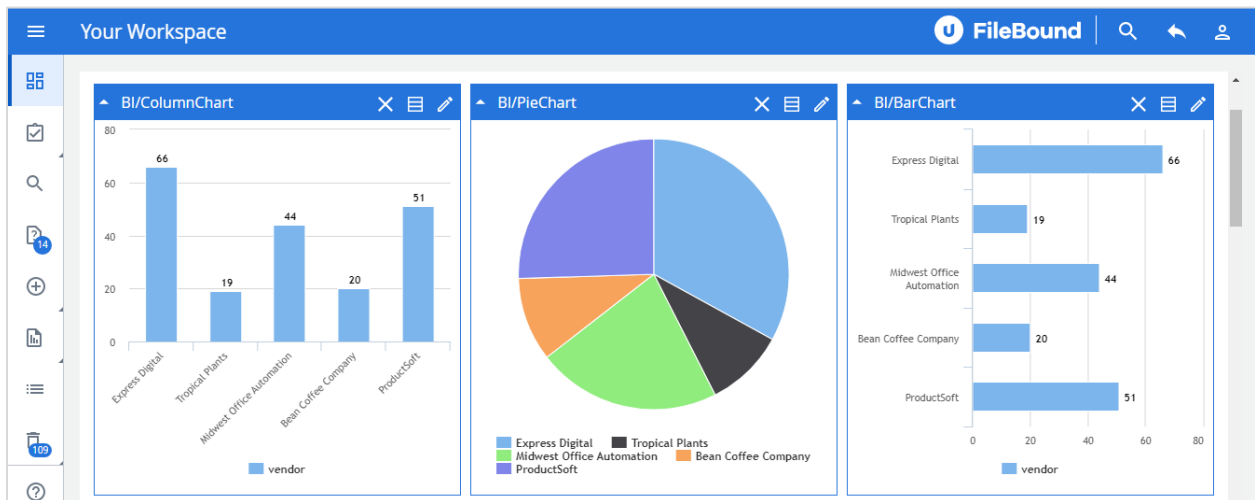 Your Workspace
U FileBound
14
109
BI/ColumnChart
80
60
40
20
0
66
19
44
20
51
Express Digital
Tropical Plants
Midwest Office Automation
Bean Coffee Company
ProductSoft
vendor
BI/PieChart
Express Digital Tropical Plants
Midwest Office Automation Bean Coffee Company
ProductSoft
BI/BarChart
Express Digital 66
Tropical Plants 19
Midwest Office
Automation 44
Bean Coffee Company 20
ProductSoft 51
0 20 40 60 80
vendor